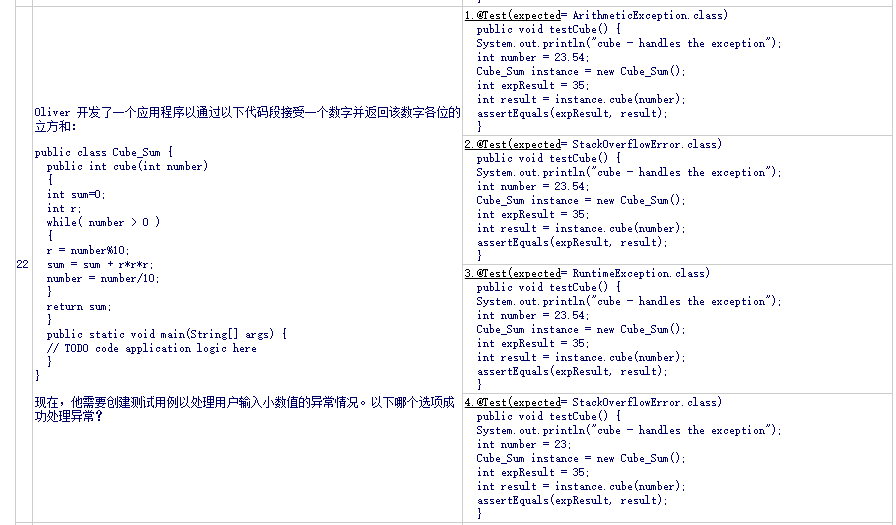 22
Oliver 开发了一个应用程序以通过以下代码段接受一个数字并返回该数字各位的
立方和：
public class Cube_Sum {
public int cube(int number)
{
int sum=0;
int r;
while( number > 0 )
{
r = number%10;
sum = sum + r*r*r;
number = number/10;
}
return sum;
}
public static void main(String[] args) {
// TODO code application logic here
}
}
现在，他需要创建测试用例以处理用户输入小数值的异常情况。以下哪个选项成
功处理异常？
1.@Test(expected= ArithmeticException.class)
public void testCube() {
System.out.println("cube - handles the exception");
int number = 23.54;
Cube_Sum instance = new Cube_Sum();
int expResult = 35;
int result = instance.cube(number);
assertEquals(expResult, result);
}
2.@Test(expected= StackOverflowError.class)
public void testCube() {
System.out.println("cube - handles the exception");
int number = 23.54;
Cube_Sum instance = new Cube_Sum();
int expResult = 35;
int result = instance.cube(number);
assertEquals(expResult, result);
}
3.@Test(expected= RuntimeException.class)
public void testCube() {
System.out.println("cube - handles the exception");
int number = 23.54;
Cube_Sum instance = new Cube_Sum();
int expResult = 35;
int result = instance.cube(number);
assertEquals(expResult, result);
}
4.@Test(expected= StackOverflowError.class)
public void testCube() {
System.out.println("cube - handles the exception");
int number = 23;
Cube_Sum instance = new Cube_Sum();
int expResult = 35;
int result = instance.cube(number);
assertEquals(expResult, result);
}